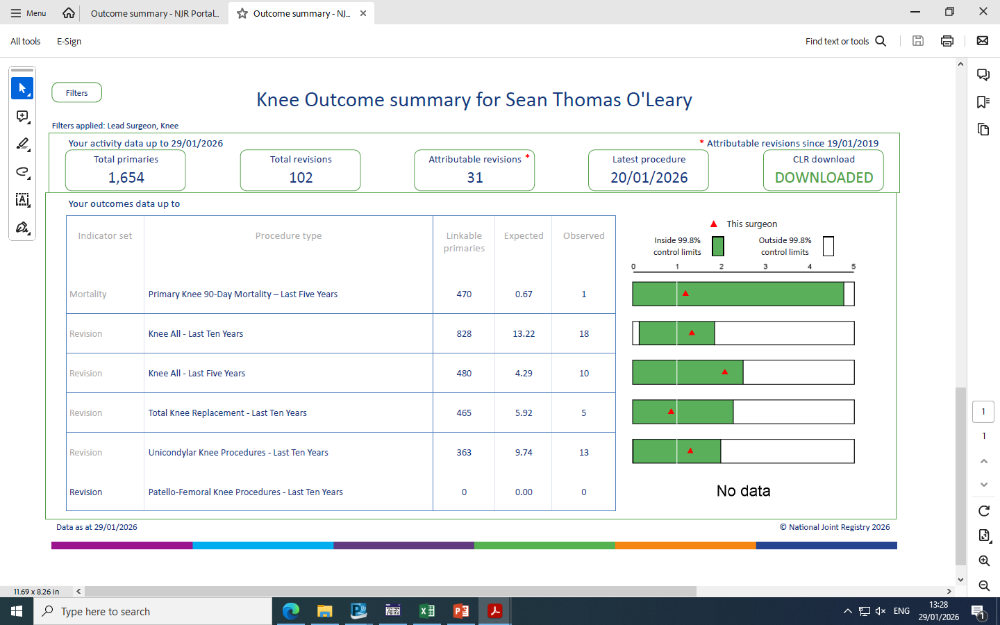 Menu
Outcome summary - NJR Portal...
Outcome summary - NJ...
All tools
E-Sign
Find text or tools
Filters
Knee Outcome summary for Sean Thomas O'Leary
Filters applied: Lead Surgeon, Knee
Your activity data up to 29/01/2026
* Attributable revisions since 19/01/2019
Total primaries
1,654
Total revisions
102
Attributable revisions *
31
Latest procedure
20/01/2026
CLR download
DOWNLOADED
Your outcomes data up to
Indicator set Procedure type Linkable primaries Expected Observed
Mortality Primary Knee 90-Day Mortality – Last Five Years 470 0.67 1
Revision Knee All - Last Ten Years 828 13.22 18
Revision Knee All - Last Five Years 480 4.29 10
Revision Total Knee Replacement - Last Ten Years 465 5.92 5
Revision Unicondylar Knee Procedures - Last Ten Years 363 9.74 13
Revision Patello-Femoral Knee Procedures - Last Ten Years 0 0.00 0
This surgeon
Inside 99.8%
control limits
Outside 99.8%
control limits
0 1 2 3 4 5
No data
Data as at 29/01/2026
© National Joint Registry 2026
1
1
11.69 x 8.26 in
Type here to search
ENG
13:28
29/01/2026
1